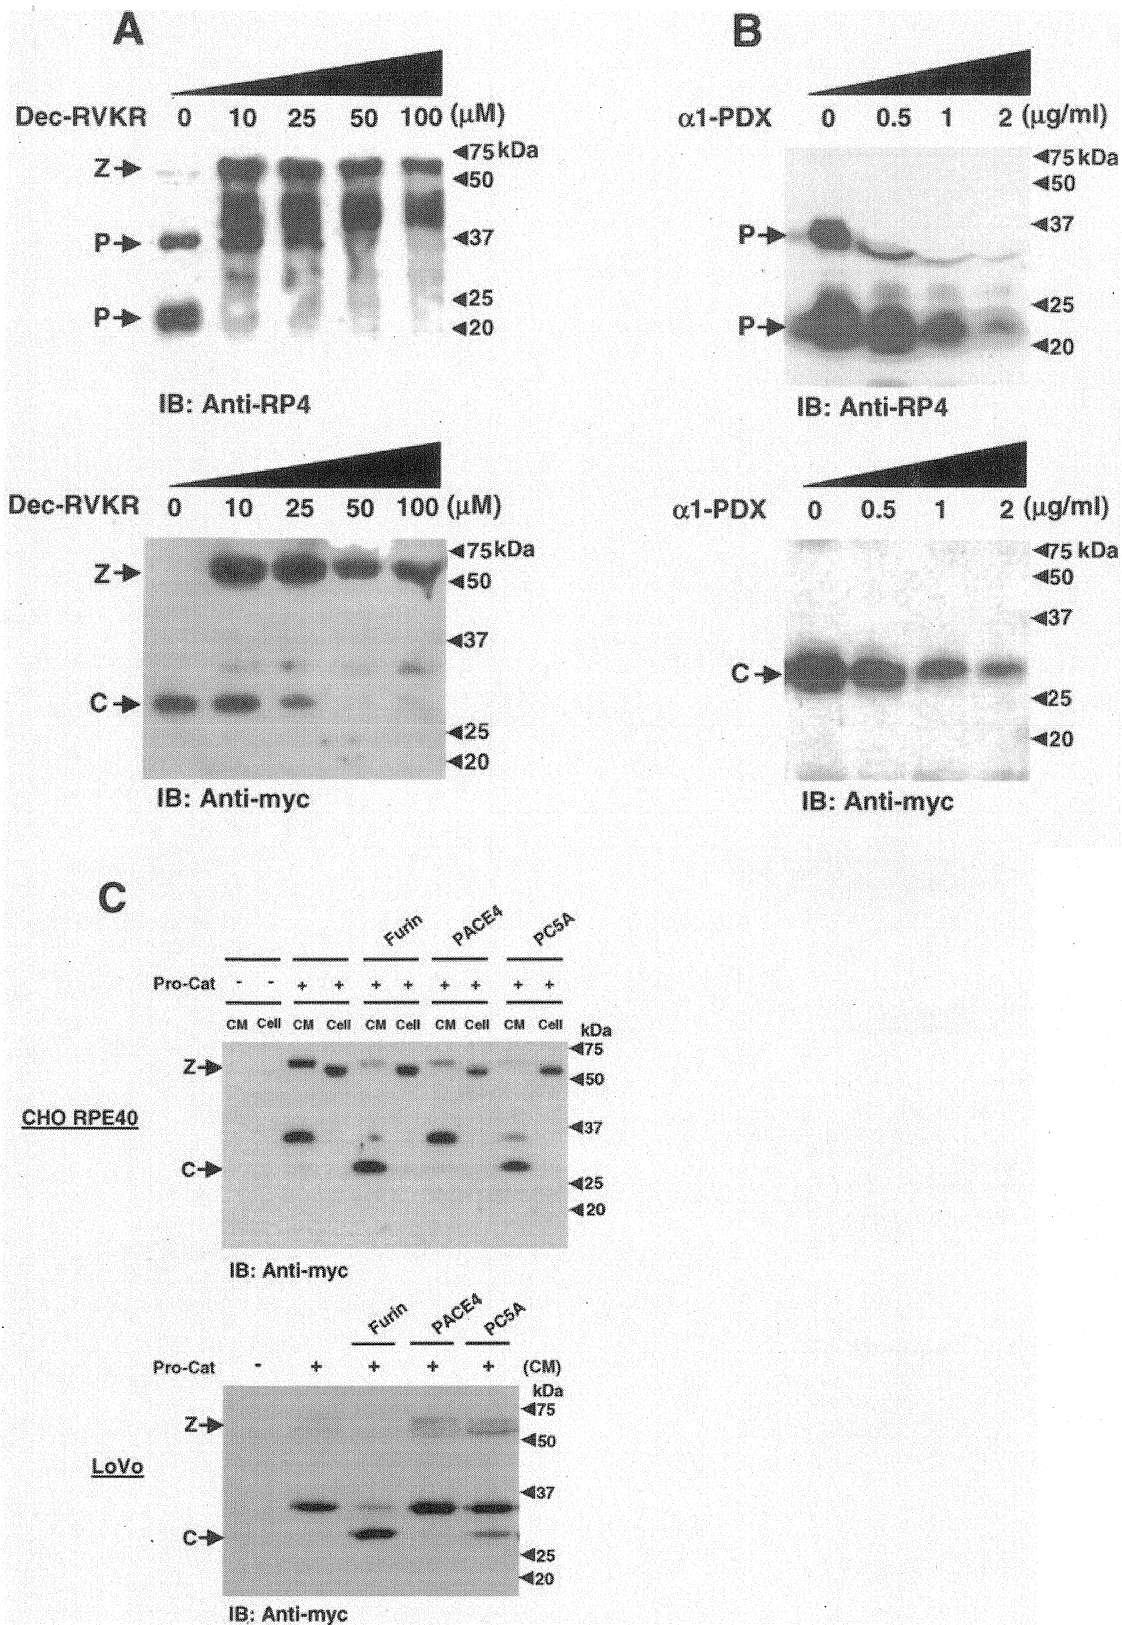 A
Dec-RVKR 0 10 25 50 100 (μM)
Z
P
P
75 kDa
50
37
25
20
IB: Anti-RP4
Dec-RVKR 0 10 25 50 100 (μM)
Z
C
75 kDa
50
37
25
20
IB: Anti-myc
B
α1-PDX 0 0.5 1 2 (μg/ml)
P
P
75 kDa
50
37
25
20
IB: Anti-RP4
α1-PDX 0 0.5 1 2 (μg/ml)
C
75 kDa
50
37
25
20
IB: Anti-myc
C
Furin PACE4 PC5A
Pro-Cat - - + + + + + + + +
CM Cell CM Cell CM Cell CM Cell CM Cell
kDa
Z
C
75
50
37
25
20
CHO RPE40
IB: Anti-myc
Furin PACE4 PC5A
Pro-Cat - + + + + (CM)
kDa
Z
C
75
50
37
25
20
LoVo
IB: Anti-myc